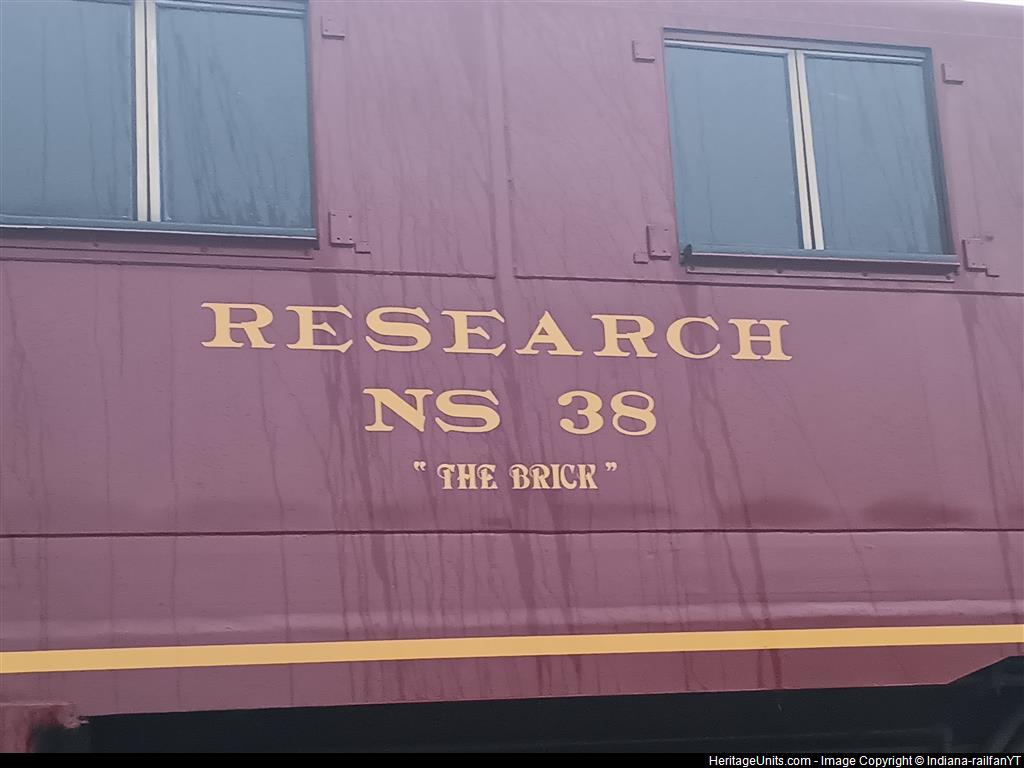 RESEARCH
NS 38
“THE BRICK”
HeritageUnits.com - Image Copyright © Indiana-railfanYT